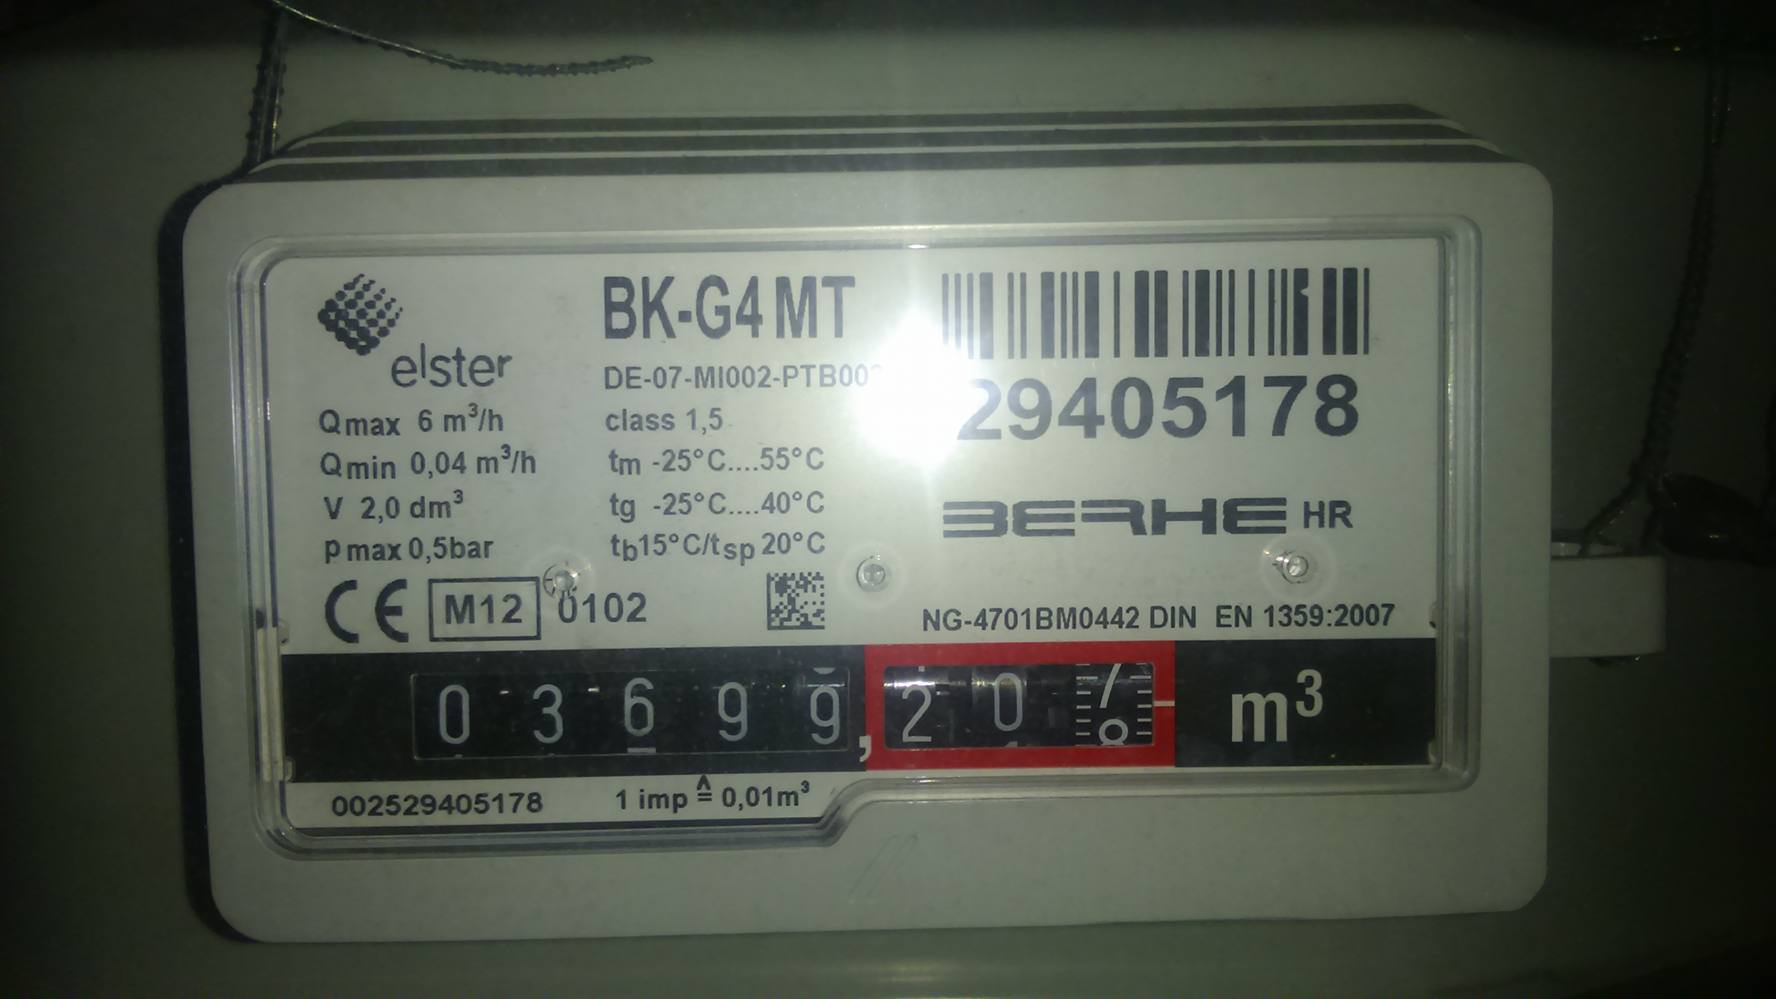 elster
BK-G4 MT
DE-07-MI002-PTB00
29405178
Qmax 6 m³/h
class 1,5
Qmin 0,04 m³/h
tm -25°C....55°C
V 2,0 dm³
tg -25°C....40°C
pmax 0,5bar
tb15°C/tsp 20°C
BERHE HR
CE M12 0102
NG-4701BM0442 DIN EN 1359:2007
03699,207 m³
8
002529405178
1 imp ≙ 0,01m³